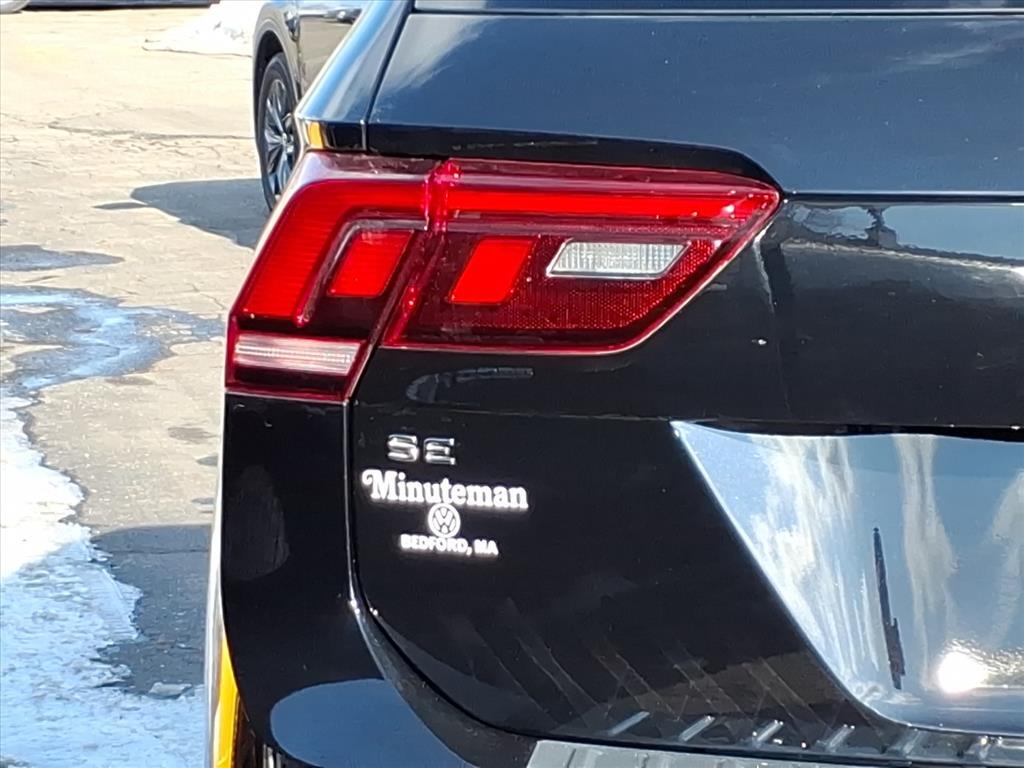 SE
Minuteman
BEDFORD, MA